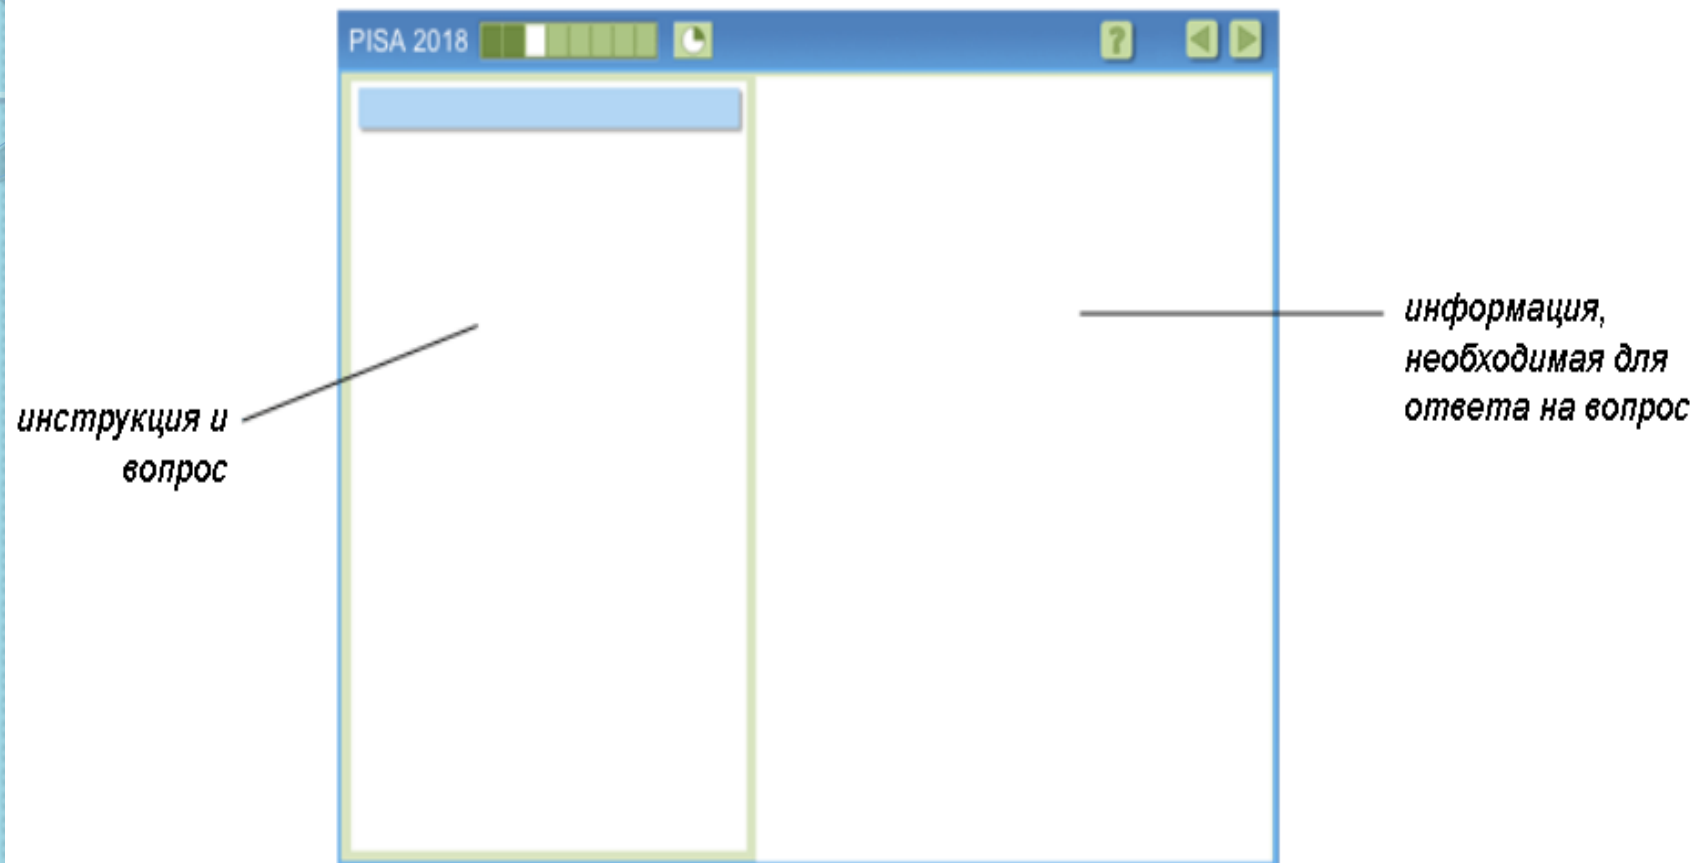 PISA 2018
?
инструкция и
вопрос
информация,
необходимая для
ответа на вопрос